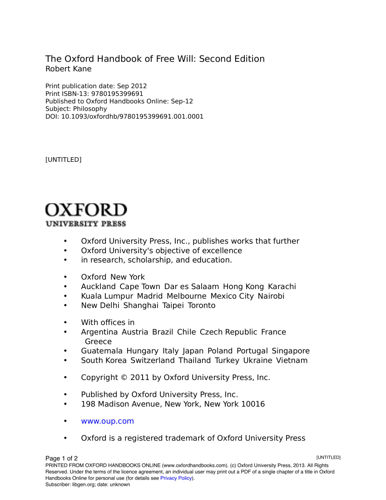 The Oxford Handbook of Free Will: Second Edition
Robert Kane
Print publication date: Sep 2012
Print ISBN-13: 9780195399691
Published to Oxford Handbooks Online: Sep-12
Subject: Philosophy
DOI: 10.1093/oxfordhb/9780195399691.001.0001
[UNTITLED]
OXFORD
UNIVERSITY PRESS
• Oxford University Press, Inc., publishes works that further
• Oxford University's objective of excellence
• in research, scholarship, and education.
• Oxford New York
• Auckland Cape Town Dar es Salaam Hong Kong Karachi
• Kuala Lumpur Madrid Melbourne Mexico City Nairobi
• New Delhi Shanghai Taipei Toronto
• With offices in
• Argentina Austria Brazil Chile Czech Republic France
Greece
• Guatemala Hungary Italy Japan Poland Portugal Singapore
• South Korea Switzerland Thailand Turkey Ukraine Vietnam
• Copyright © 2011 by Oxford University Press, Inc.
• Published by Oxford University Press, Inc.
• 198 Madison Avenue, New York, New York 10016
• www.oup.com
• Oxford is a registered trademark of Oxford University Press
Page 1 of 2 [UNTITLED]
PRINTED FROM OXFORD HANDBOOKS ONLINE (www.oxfordhandbooks.com). (c) Oxford University Press, 2013. All Rights
Reserved. Under the terms of the licence agreement, an individual user may print out a PDF of a single chapter of a title in Oxford
Handbooks Online for personal use (for details see Privacy Policy).
Subscriber: libgen.org; date: unknown